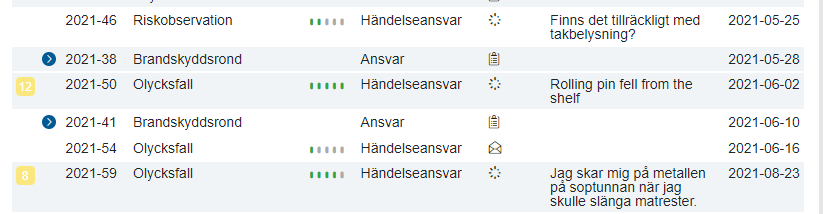 2021-46 Riskobservation Händelseansvar Finns det tillräckligt med 2021-05-25
takbelysning?
2021-38 Brandskyddsrond Ansvar 2021-05-28
12 2021-50 Olycksfall Händelseansvar Rolling pin fell from the 2021-06-02
shelf
2021-41 Brandskyddsrond Ansvar 2021-06-10
2021-54 Olycksfall Händelseansvar 2021-06-16
8 2021-59 Olycksfall Händelseansvar Jag skar mig på metallen 2021-08-23
på soptunnan när jag
skulle slänga matrester.